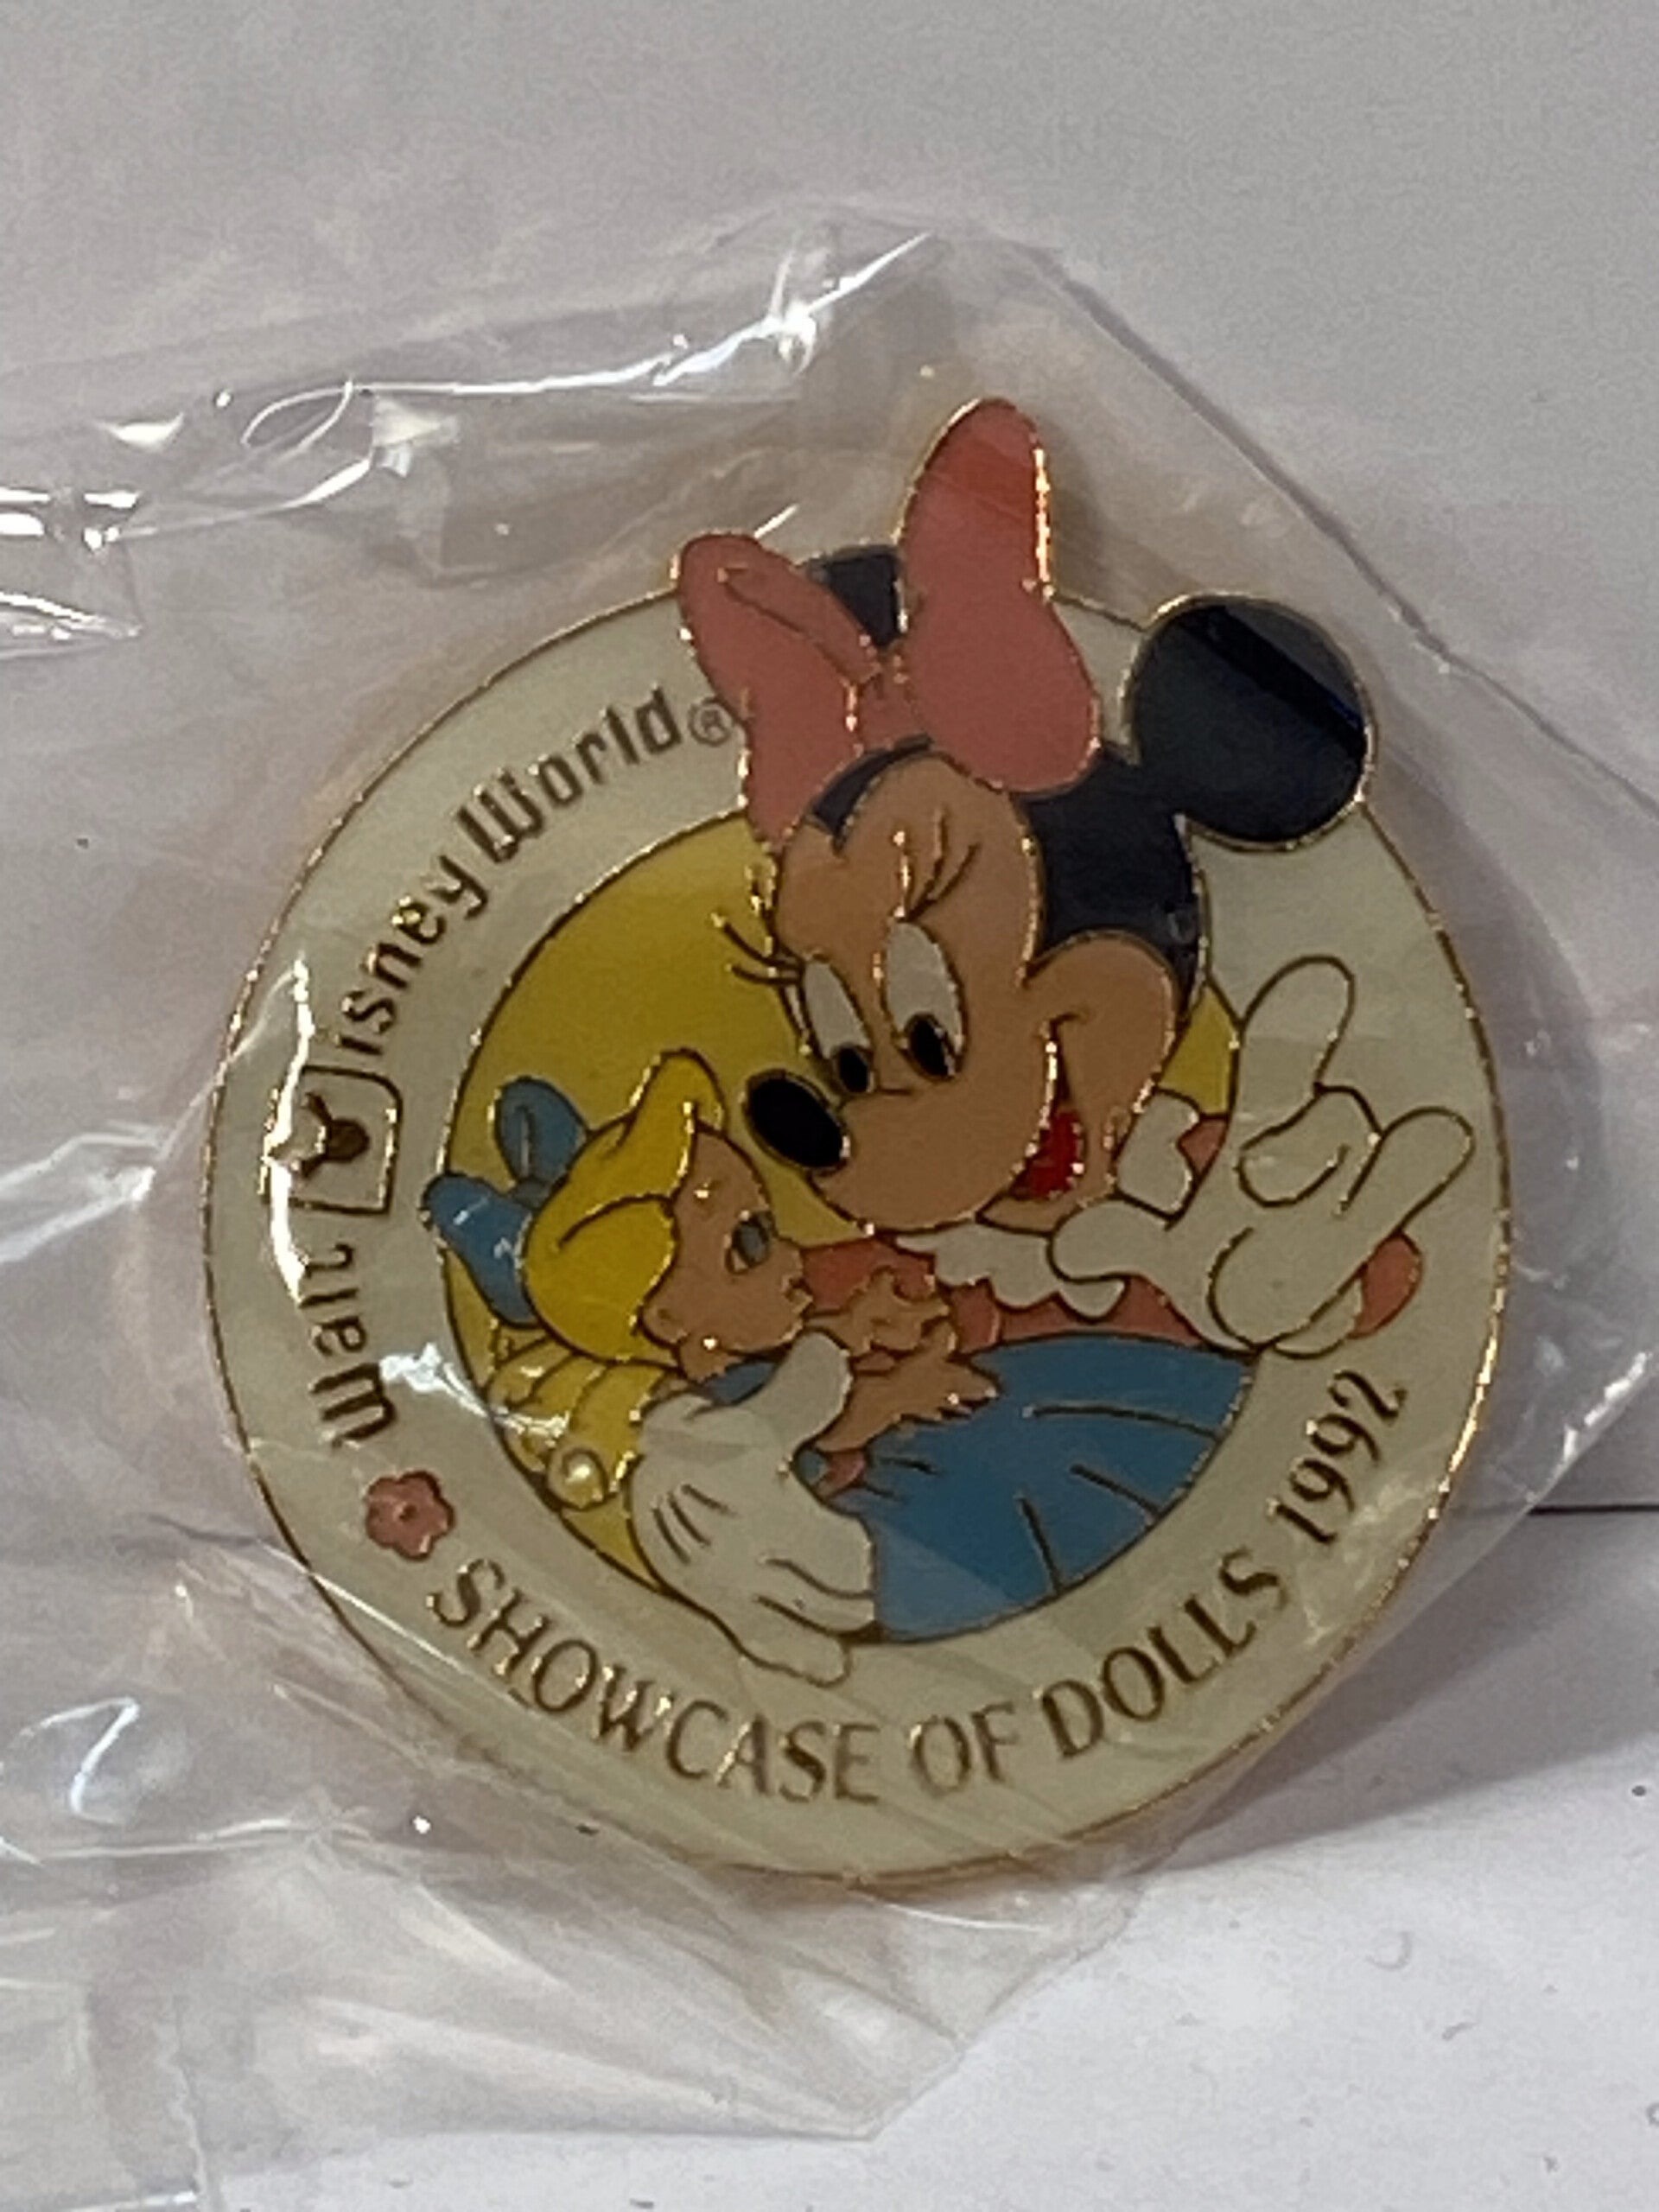 Walt Disney World®
SHOWCASE OF DOLLS 1992